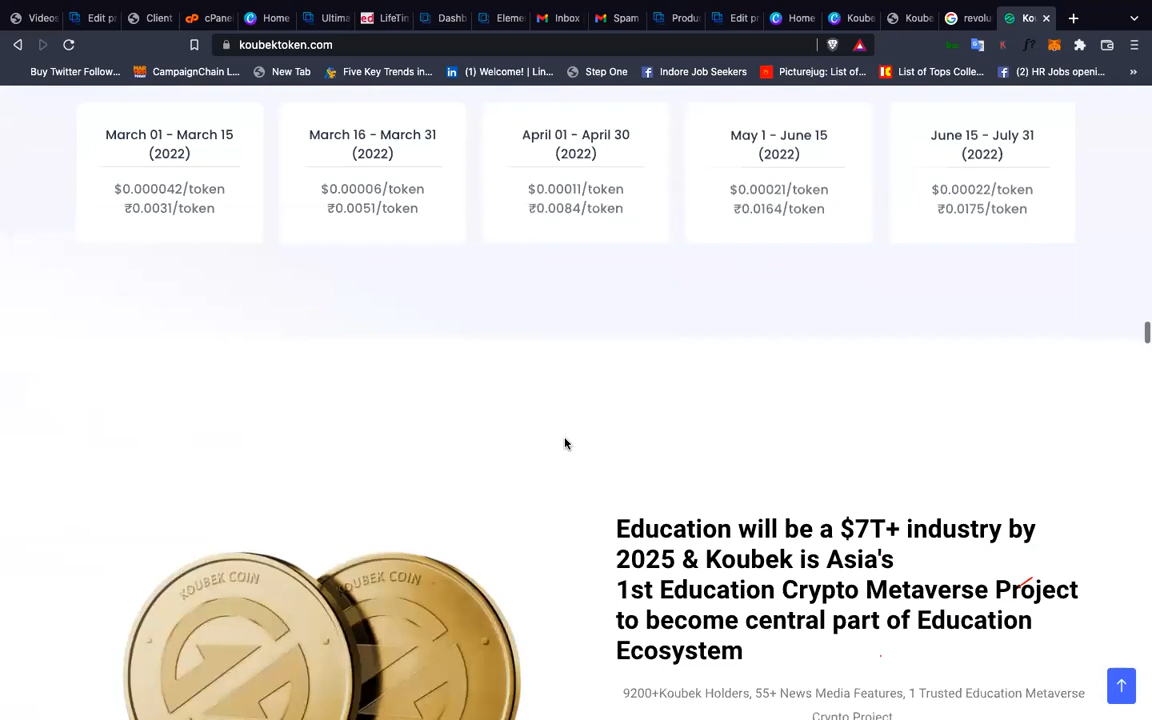 Videos Edit p Client cPane Home Ultima LifeTin Dashb Eleme Inbox Spam Produ Edit p Home Koube Koube revolu Ko
koubektoken.com
Buy Twitter Follow... CampaignChain L... New Tab Five Key Trends in... (1) Welcome! | Lin... Step One Indore Job Seekers Picturejug: List of... List of Tops Colle... (2) HR Jobs openi... »
March 01 - March 15 March 16 - March 31 April 01 - April 30 May 1 - June 15 June 15 - July 31
(2022) (2022) (2022) (2022) (2022)
$0.000042/token $0.00006/token $0.00011/token $0.00021/token $0.00022/token
₹0.0031/token ₹0.0051/token ₹0.0084/token ₹0.0164/token ₹0.0175/token
Education will be a $7T+ industry by
2025 & Koubek is Asia's
1st Education Crypto Metaverse Project
to become central part of Education
Ecosystem
KOUBEK COIN
KOUBEK COIN
9200+Koubek Holders, 55+ News Media Features, 1 Trusted Education Metaverse
Crypto Project